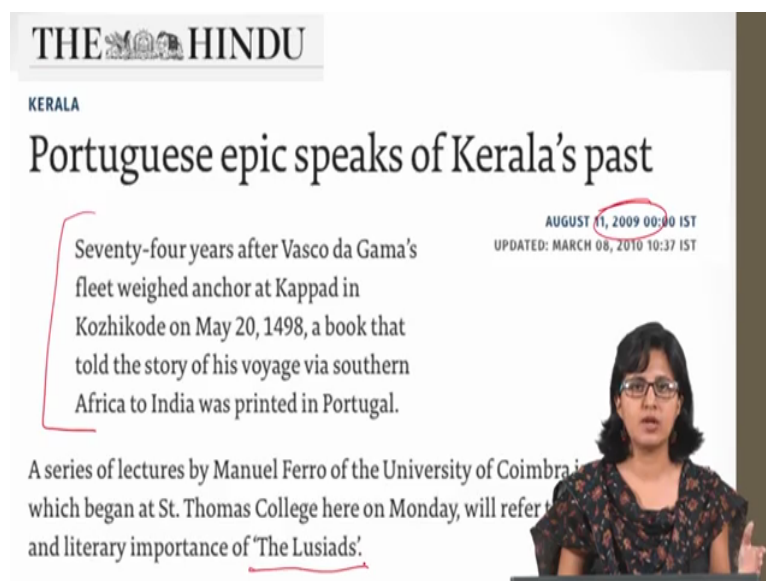 THE HINDU
KERALA
Portuguese epic speaks of Kerala's past
AUGUST 11, 2009 00:00 IST
UPDATED: MARCH 08, 2010 10:37 IST
Seventy-four years after Vasco da Gama's
fleet weighed anchor at Kappad in
Kozhikode on May 20, 1498, a book that
told the story of his voyage via southern
Africa to India was printed in Portugal.
A series of lectures by Manuel Ferro of the University of Coimbra
which began at St. Thomas College here on Monday, will refer
and literary importance of 'The Lusiads'.